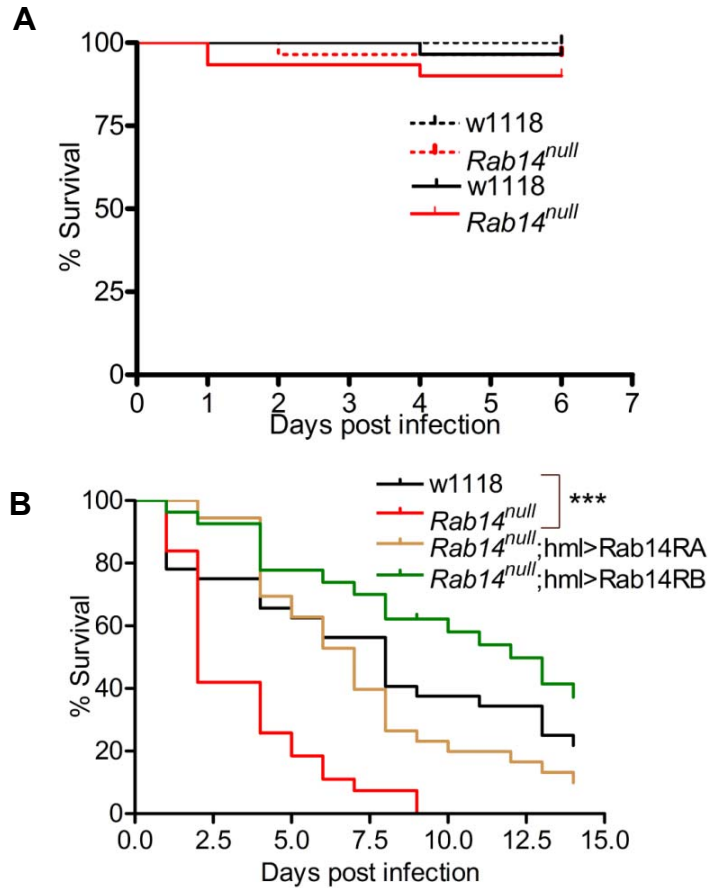 A
100
75
50
25
0
% Survival
w1118
Rab14null
w1118
Rab14null
0 1 2 3 4 5 6 7
Days post infection
B
100
80
60
40
20
0
% Survival
w1118
Rab14null
***
Rab14null;hml>Rab14RA
Rab14null;hml>Rab14RB
0.0 2.5 5.0 7.5 10.0 12.5 15.0
Days post infection